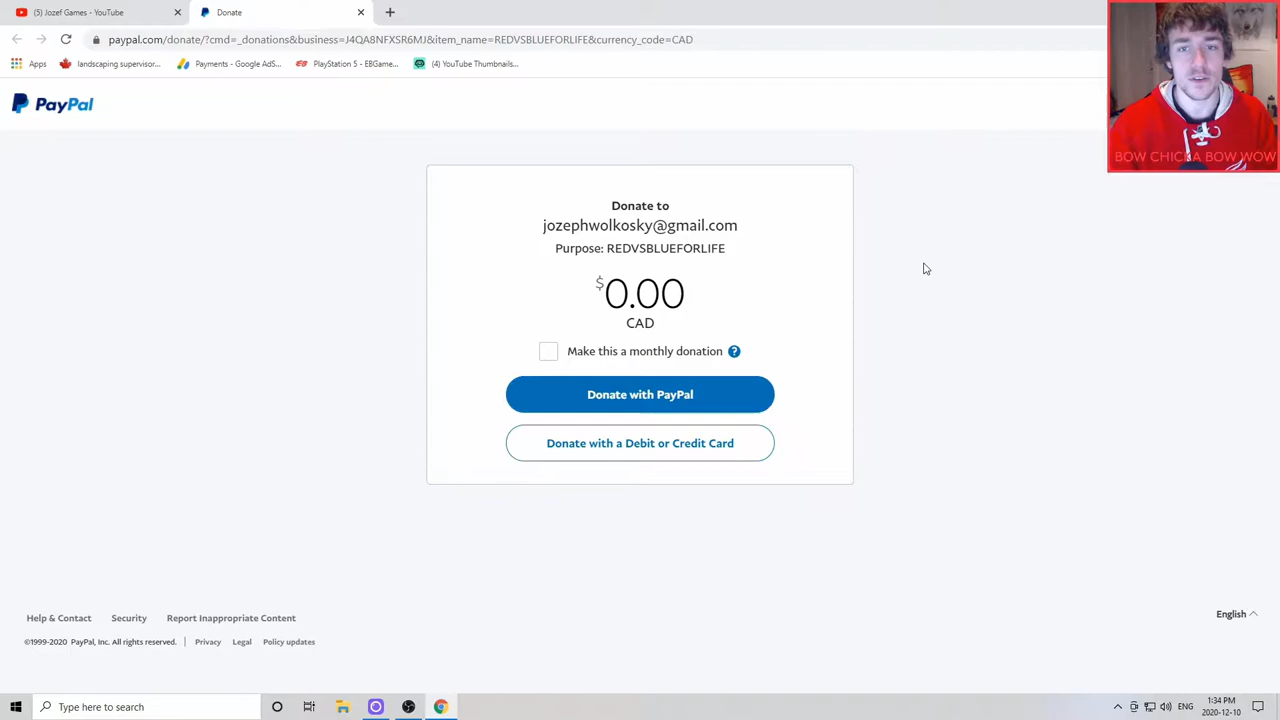 (5) Jozef Games - YouTube
Donate
paypal.com/donate/?cmd=_donations&business=J4QA8NFXSR6MJ&item_name=REDVSBLUEFORLIFE&currency_code=CAD
Apps
landscaping supervisor...
Payments - Google AdS...
PlayStation 5 - EBGame...
(4) YouTube Thumbnails...
PayPal
BOW CHICKA BOW WOW
Donate to
jozephwolkosky@gmail.com
Purpose: REDVSBLUEFORLIFE
$0.00
CAD
Make this a monthly donation ?
Donate with PayPal
Donate with a Debit or Credit Card
Help & Contact Security Report Inappropriate Content
English
©1999-2020 PayPal, Inc. All rights reserved. | Privacy Legal Policy updates
Type here to search
ENG
1:34 PM
2020-12-10